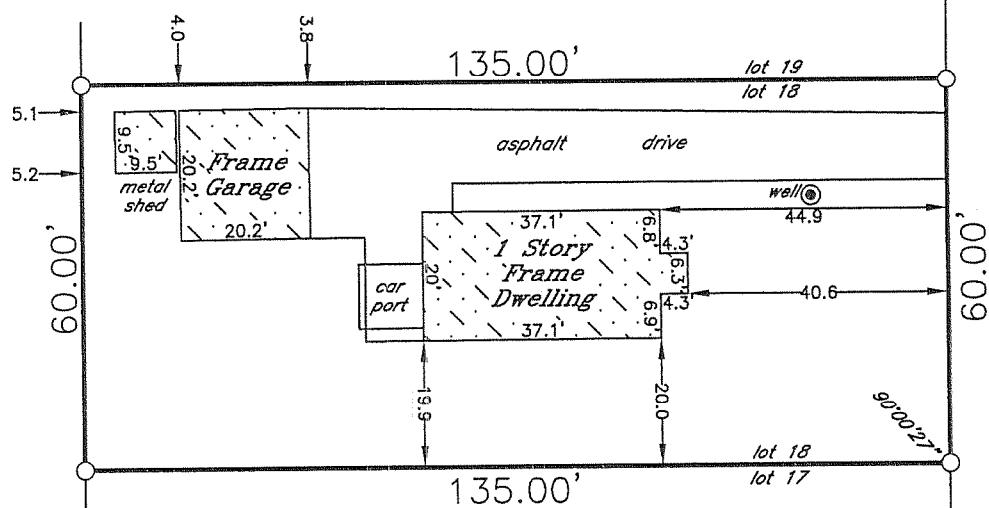 4.0
3.8
135.00'
lot 19
lot 18
5.1
5.2
9.5'
9.5'
metal
shed
20.2'
Frame
Garage
20.2'
asphalt drive
well
44.9
60.00'
60.00'
37.1'
6.8'
4.3'
1 Story
Frame
Dwelling
20'
6.3'
4.3'
6.9'
37.1'
car
port
40.6
19.9
20.0
90°00'27"
lot 18
lot 17
135.00'